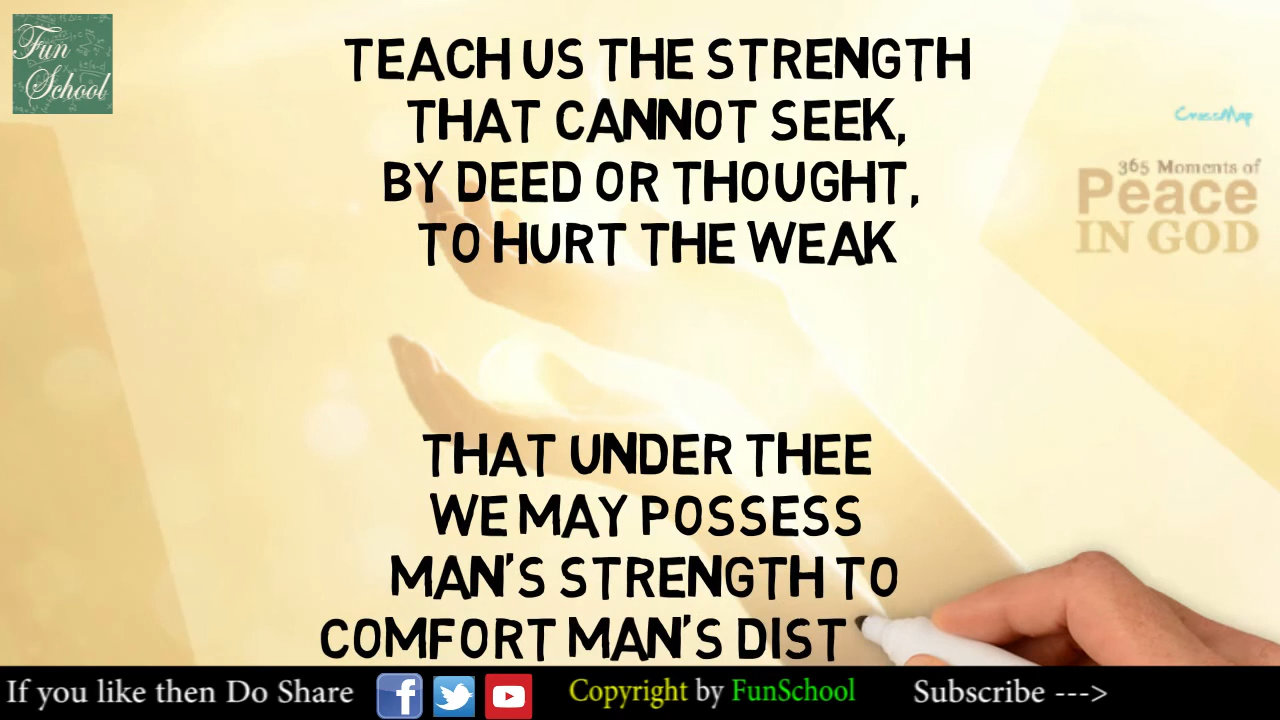 Fun
School
TEACH US THE STRENGTH
THAT CANNOT SEEK,
BY DEED OR THOUGHT,
TO HURT THE WEAK
CrossMap
365 Moments of
Peace
IN GOD
THAT UNDER THEE
WE MAY POSSESS
MAN'S STRENGTH TO
COMFORT MAN'S DIST
If you like then Do Share
Copyright by FunSchool
Subscribe --->